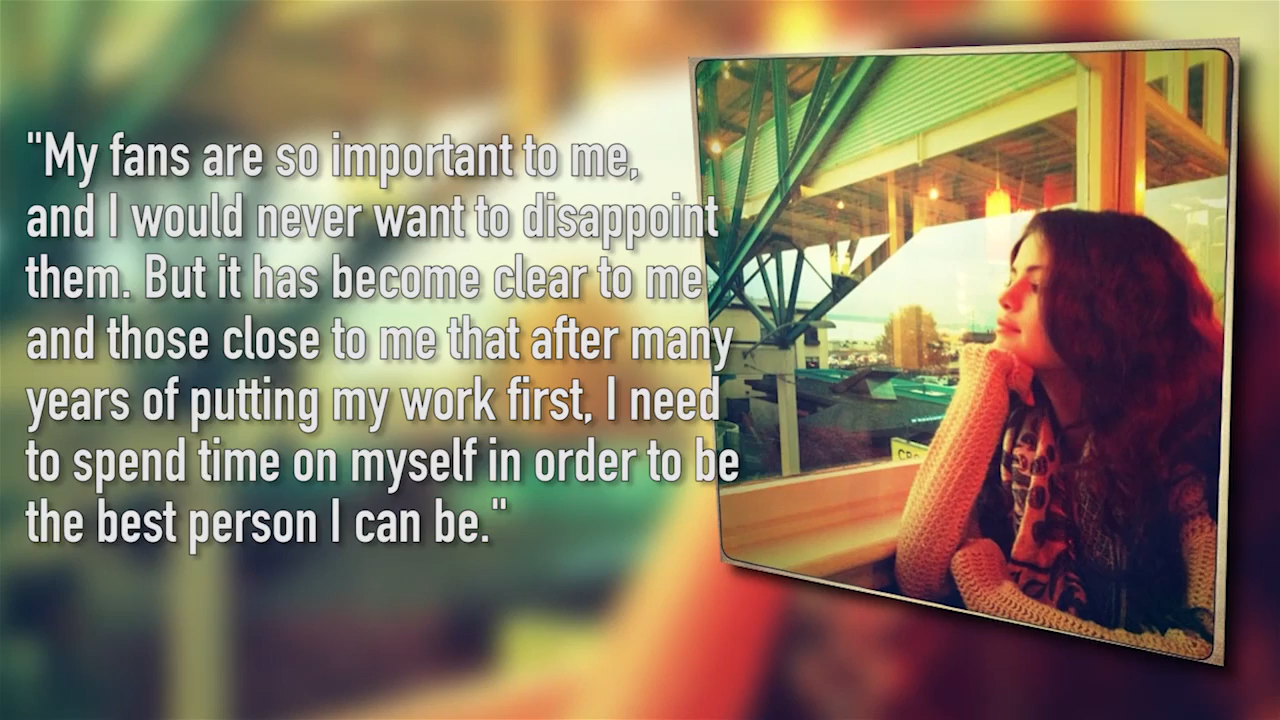 "My fans are so important to me,
and I would never want to disappoint
them. But it has become clear to me
and those close to me that after many
years of putting my work first, I need
to spend time on myself in order to be
the best person I can be."